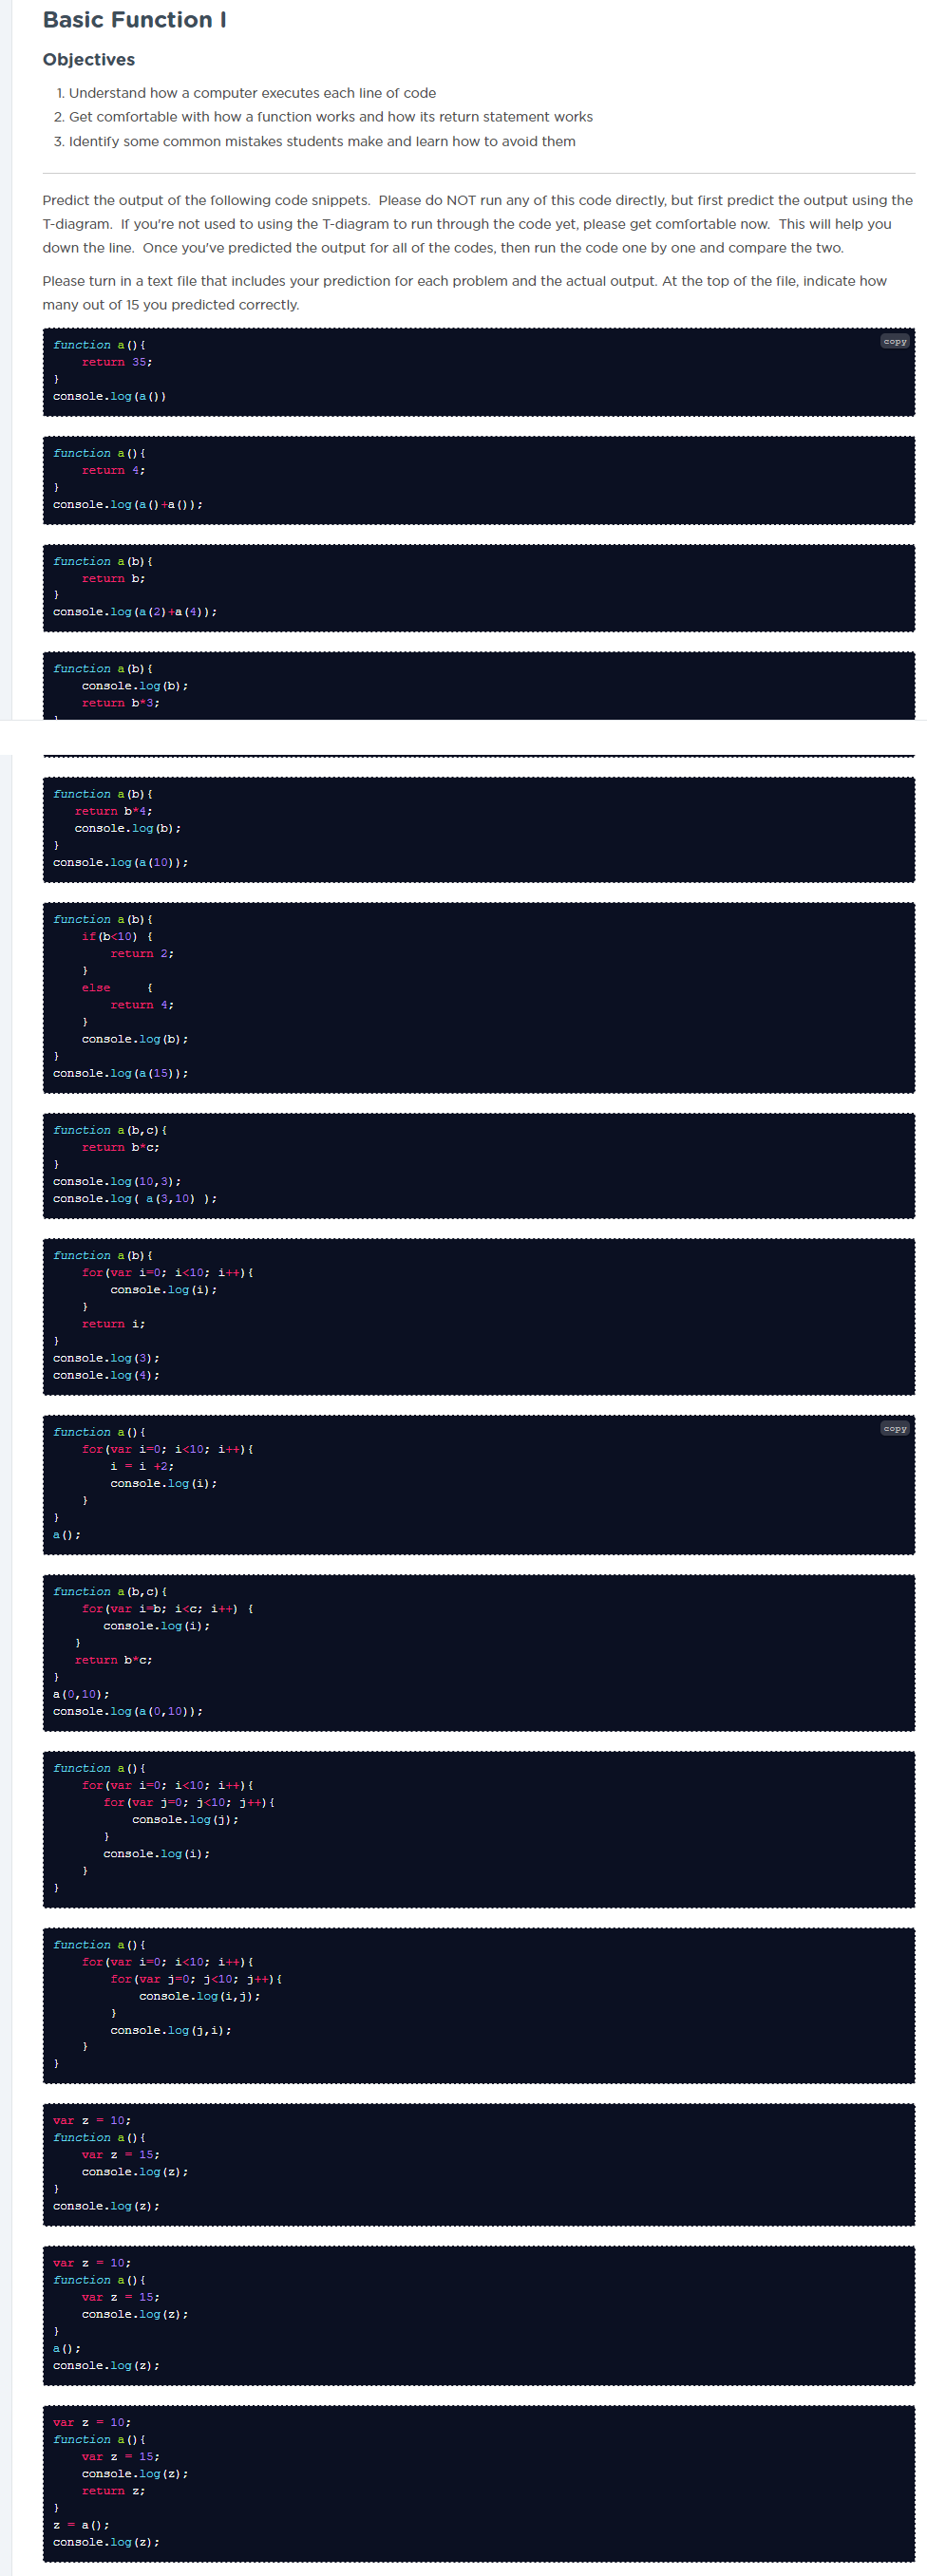 Basic Function I
Objectives
1. Understand how a computer executes each line of code
2. Get comfortable with how a function works and how its return statement works
3. Identify some common mistakes students make and learn how to avoid them
Predict the output of the following code snippets.  Please do NOT run any of this code directly, but first predict the output using the
T-diagram.  If you're not used to using the T-diagram to run through the code yet, please get comfortable now.  This will help you
down the line.  Once you've predicted the output for all of the codes, then run the code one by one and compare the two.
Please turn in a text file that includes your prediction for each problem and the actual output. At the top of the file, indicate how
many out of 15 you predicted correctly.
copy
function a(){
    return 35;
}
console.log(a())
function a(){
    return 4;
}
console.log(a()+a());
function a(b){
    return b;
}
console.log(a(2)+a(4));
function a(b){
    console.log(b);
    return b*3;
}
function a(b){
   return b*4;
   console.log(b);
}
console.log(a(10));
function a(b){
    if(b<10) {
        return 2;
    }
    else     {
        return 4;
    }
    console.log(b);
}
console.log(a(15));
function a(b,c){
    return b*c;
}
console.log(10,3);
console.log( a(3,10) );
function a(b){
    for(var i=0; i<10; i++){
        console.log(i);
    }
    return i;
}
console.log(3);
console.log(4);
copy
function a(){
    for(var i=0; i<10; i++){
        i = i +2;
        console.log(i);
    }
}
a();
function a(b,c){
    for(var i=b; i<c; i++) {
       console.log(i);
   }
   return b*c;
}
a(0,10);
console.log(a(0,10));
function a(){
    for(var i=0; i<10; i++){
       for(var j=0; j<10; j++){
           console.log(j);
       }
       console.log(i);
    }
}
function a(){
    for(var i=0; i<10; i++){
        for(var j=0; j<10; j++){
            console.log(i,j);
        }
        console.log(j,i);
    }
}
var z = 10;
function a(){
    var z = 15;
    console.log(z);
}
console.log(z);
var z = 10;
function a(){
    var z = 15;
    console.log(z);
}
a();
console.log(z);
var z = 10;
function a(){
    var z = 15;
    console.log(z);
    return z;
}
z = a();
console.log(z);